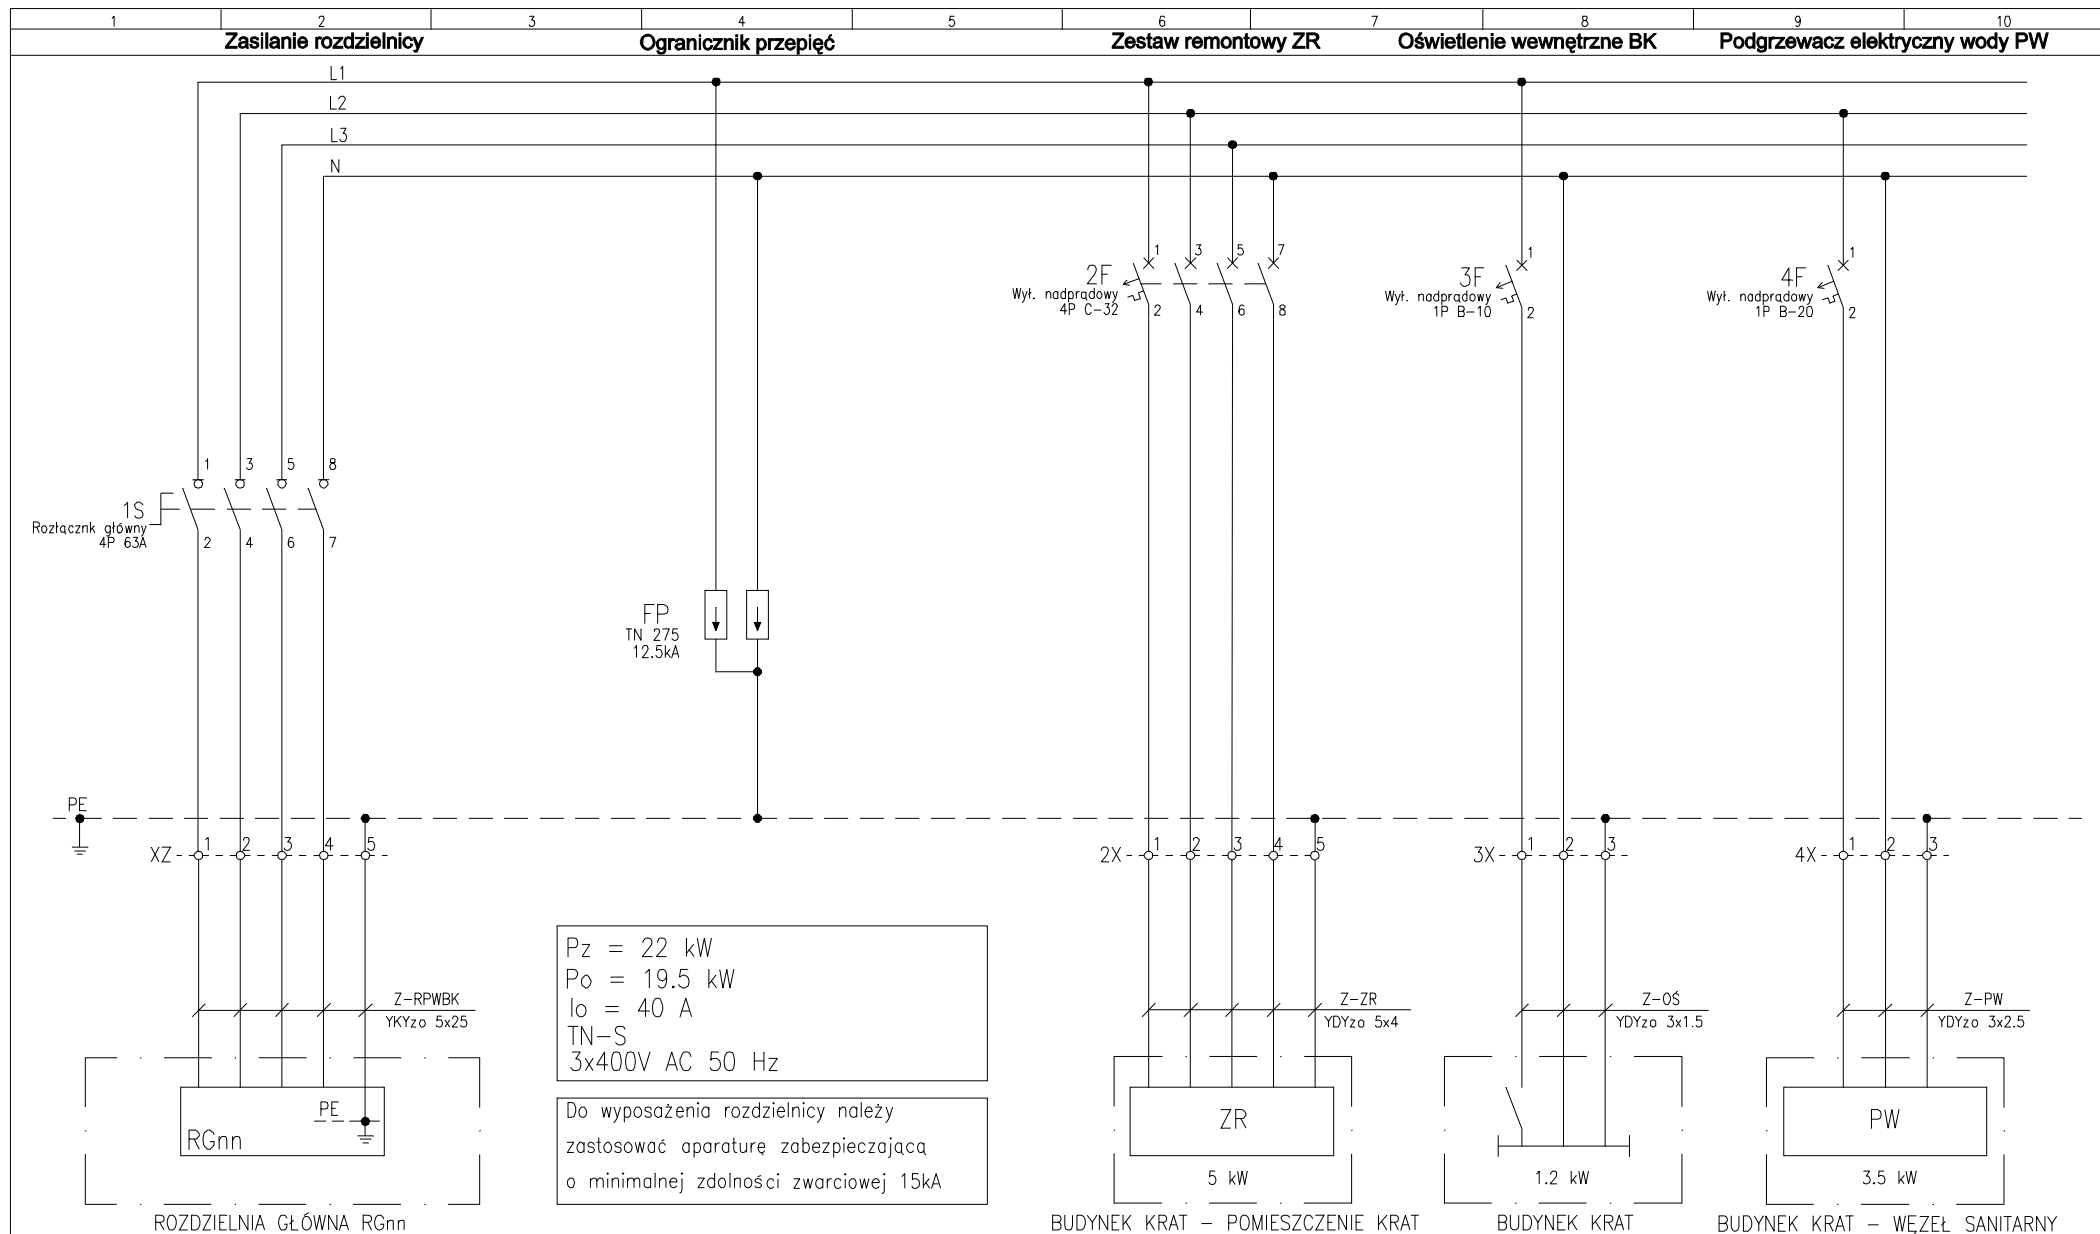 1 2 3 4 5 6 7 8 9 10
Zasilanie rozdzielnicy
Ogranicznik przepięć
Zestaw remontowy ZR
Oświetlenie wewnętrzne BK
Podgrzewacz elektryczny wody PW
L1
L2
L3
N
1 3 5 8
1S
Rozłącznk główny
4P 63A
2 4 6 7
FP
TN 275
12.5kA
1 3 5 7
2F
Wył. nadprądowy
4P C-32
2 4 6 8
1
3F
Wył. nadprądowy
1P B-10
2
1
4F
Wył. nadprądowy
1P B-20
2
PE
XZ 1 2 3 4 5
2X 1 2 3 4 5
3X 1 2 3
4X 1 2 3
Z-RPWBK
YKYzo 5x25
Pz = 22 kW
Po = 19.5 kW
Io = 40 A
TN-S
3x400V AC 50 Hz
Z-ZR
YDYzo 5x4
Z-OŚ
YDYzo 3x1.5
Z-PW
YDYzo 3x2.5
PE
RGnn
Do wyposażenia rozdzielnicy należy
zastosować aparaturę zabezpieczającą
o minimalnej zdolności zwarciowej 15kA
ZR
5 kW
1.2 kW
PW
3.5 kW
ROZDZIELNIA GŁÓWNA RGnn
BUDYNEK KRAT - POMIESZCZENIE KRAT
BUDYNEK KRAT
BUDYNEK KRAT - WĘZEŁ SANITARNY